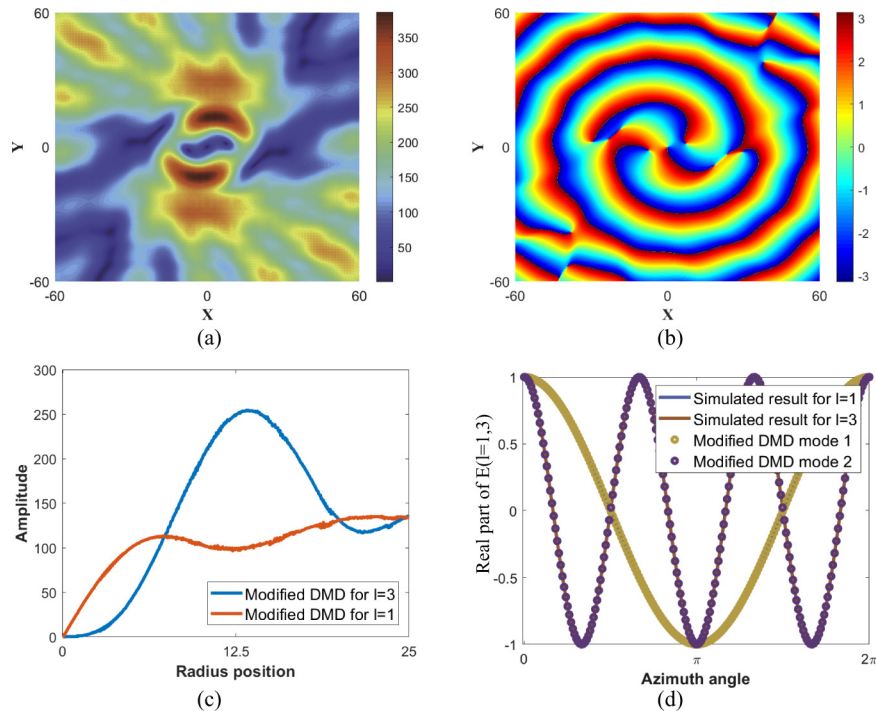 60
0
-60
Y
-60
0
60
X
350
300
250
200
150
100
50
(a)
60
0
-60
Y
-60
0
60
X
3
2
1
0
-1
-2
-3
(b)
300
250
200
150
100
50
0
Amplitude
Modified DMD for l=3
Modified DMD for l=1
0
12.5
25
Radius position
(c)
1
0.5
0
-0.5
-1
Real part of E(l=1,3)
Simulated result for l=1
Simulated result for l=3
Modified DMD mode 1
Modified DMD mode 2
0
π
2π
Azimuth angle
(d)